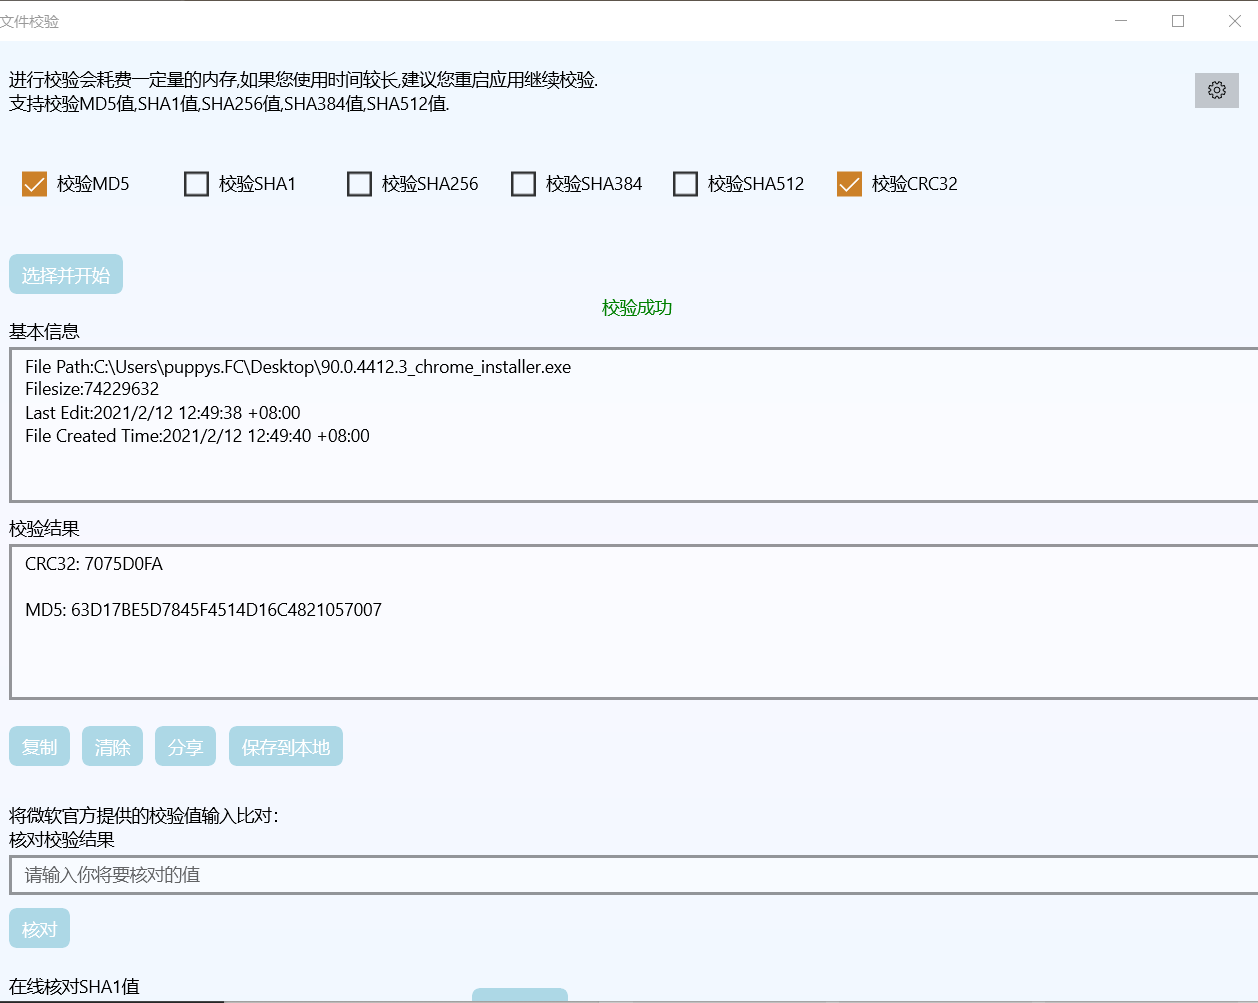 文件校验
进行校验会耗费一定量的内存,如果您使用时间较长,建议您重启应用继续校验.
支持校验MD5值,SHA1值,SHA256值,SHA384值,SHA512值.
校验MD5 校验SHA1 校验SHA256 校验SHA384 校验SHA512 校验CRC32
选择并开始
校验成功
基本信息
File Path:C:\Users\puppys.FC\Desktop\90.0.4412.3_chrome_installer.exe
Filesize:74229632
Last Edit:2021/2/12 12:49:38 +08:00
File Created Time:2021/2/12 12:49:40 +08:00
校验结果
CRC32: 7075D0FA
MD5: 63D17BE5D7845F4514D16C4821057007
复制 清除 分享 保存到本地
将微软官方提供的校验值输入比对：
核对校验结果
请输入你将要核对的值
核对
在线核对SHA1值